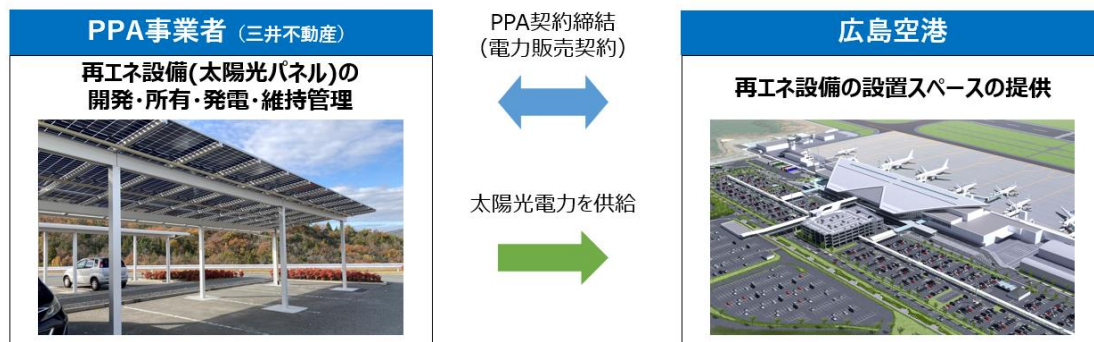 PPA事業者（三井不動産）
再エネ設備(太陽光パネル)の
開発・所有・発電・維持管理
PPA契約締結
（電力販売契約）
太陽光電力を供給
広島空港
再エネ設備の設置スペースの提供